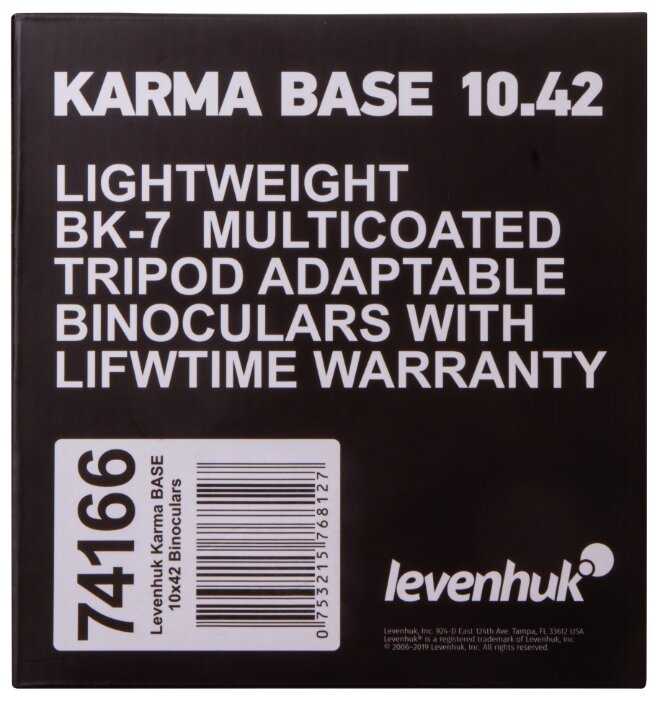 KARMA BASE 10.42
LIGHTWEIGHT
BK-7 MULTICOATED
TRIPOD ADAPTABLE
BINOCULARS WITH
LIFWTIME WARRANTY
74166
Levenhuk Karma BASE
10x42 Binoculars
0 753215 768127
levenhuk
Levenhuk, Inc. 924-D East 124th Ave. Tampa, FL 33612 USA
Levenhuk® is a registered trademark of Levenhuk, Inc.
© 2006–2019 Levenhuk, Inc. All rights reserved.